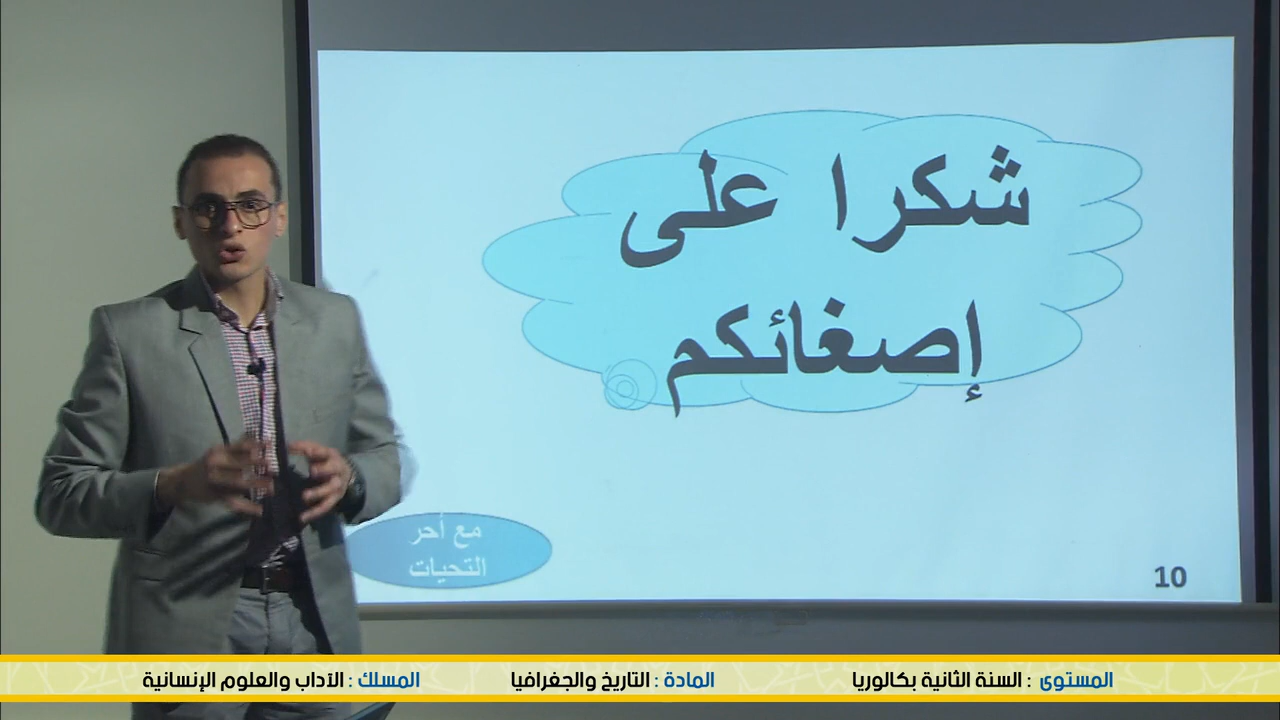 شكرا على
إصغائكم
مع أحر
التحيات
10
المستوى : السنة الثانية بكالوريا
المادة : التاريخ والجغرافيا
المسلك : الآداب والعلوم الإنسانية